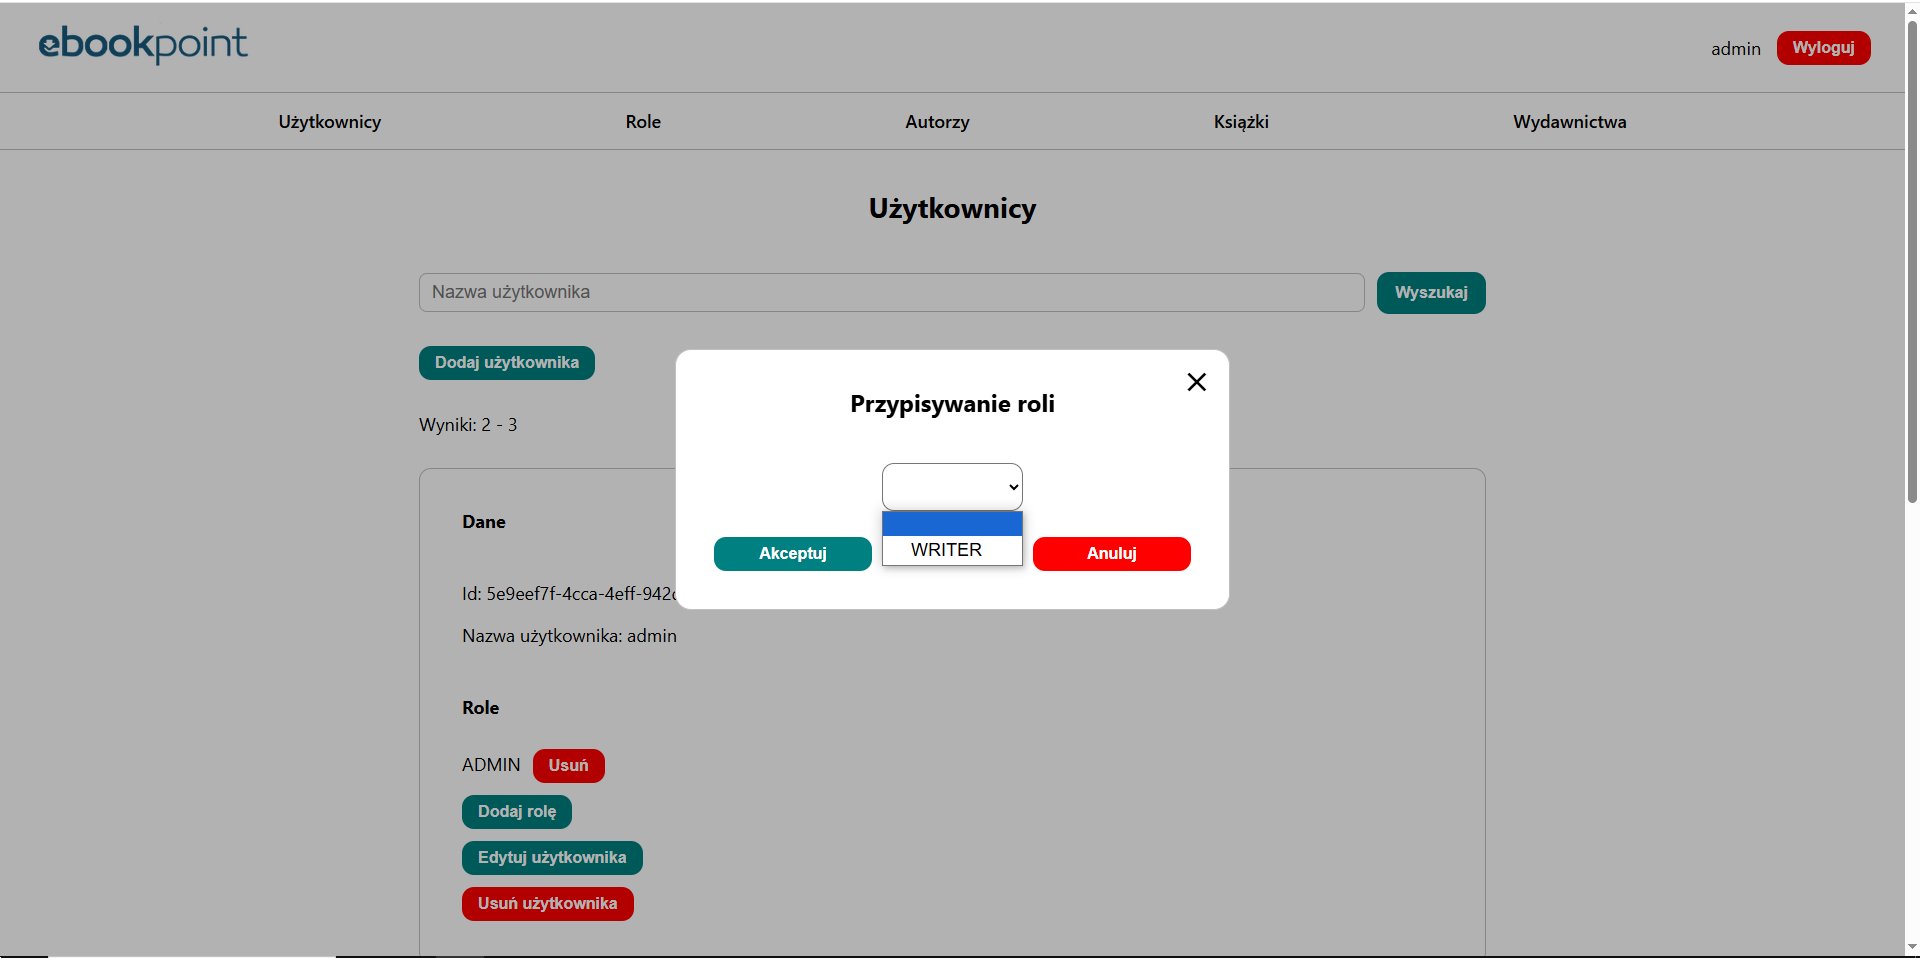 ebookpoint
admin Wyloguj
Użytkownicy Role Autorzy Książki Wydawnictwa
Użytkownicy
Nazwa użytkownika Wyszukaj
Dodaj użytkownika
Przypisywanie roli
Wyniki: 2 - 3
WRITER
Akceptuj Anuluj
Dane
Id: 5e9eef7f-4cca-4eff-942
Nazwa użytkownika: admin
Role
ADMIN Usuń
Dodaj rolę
Edytuj użytkownika
Usuń użytkownika